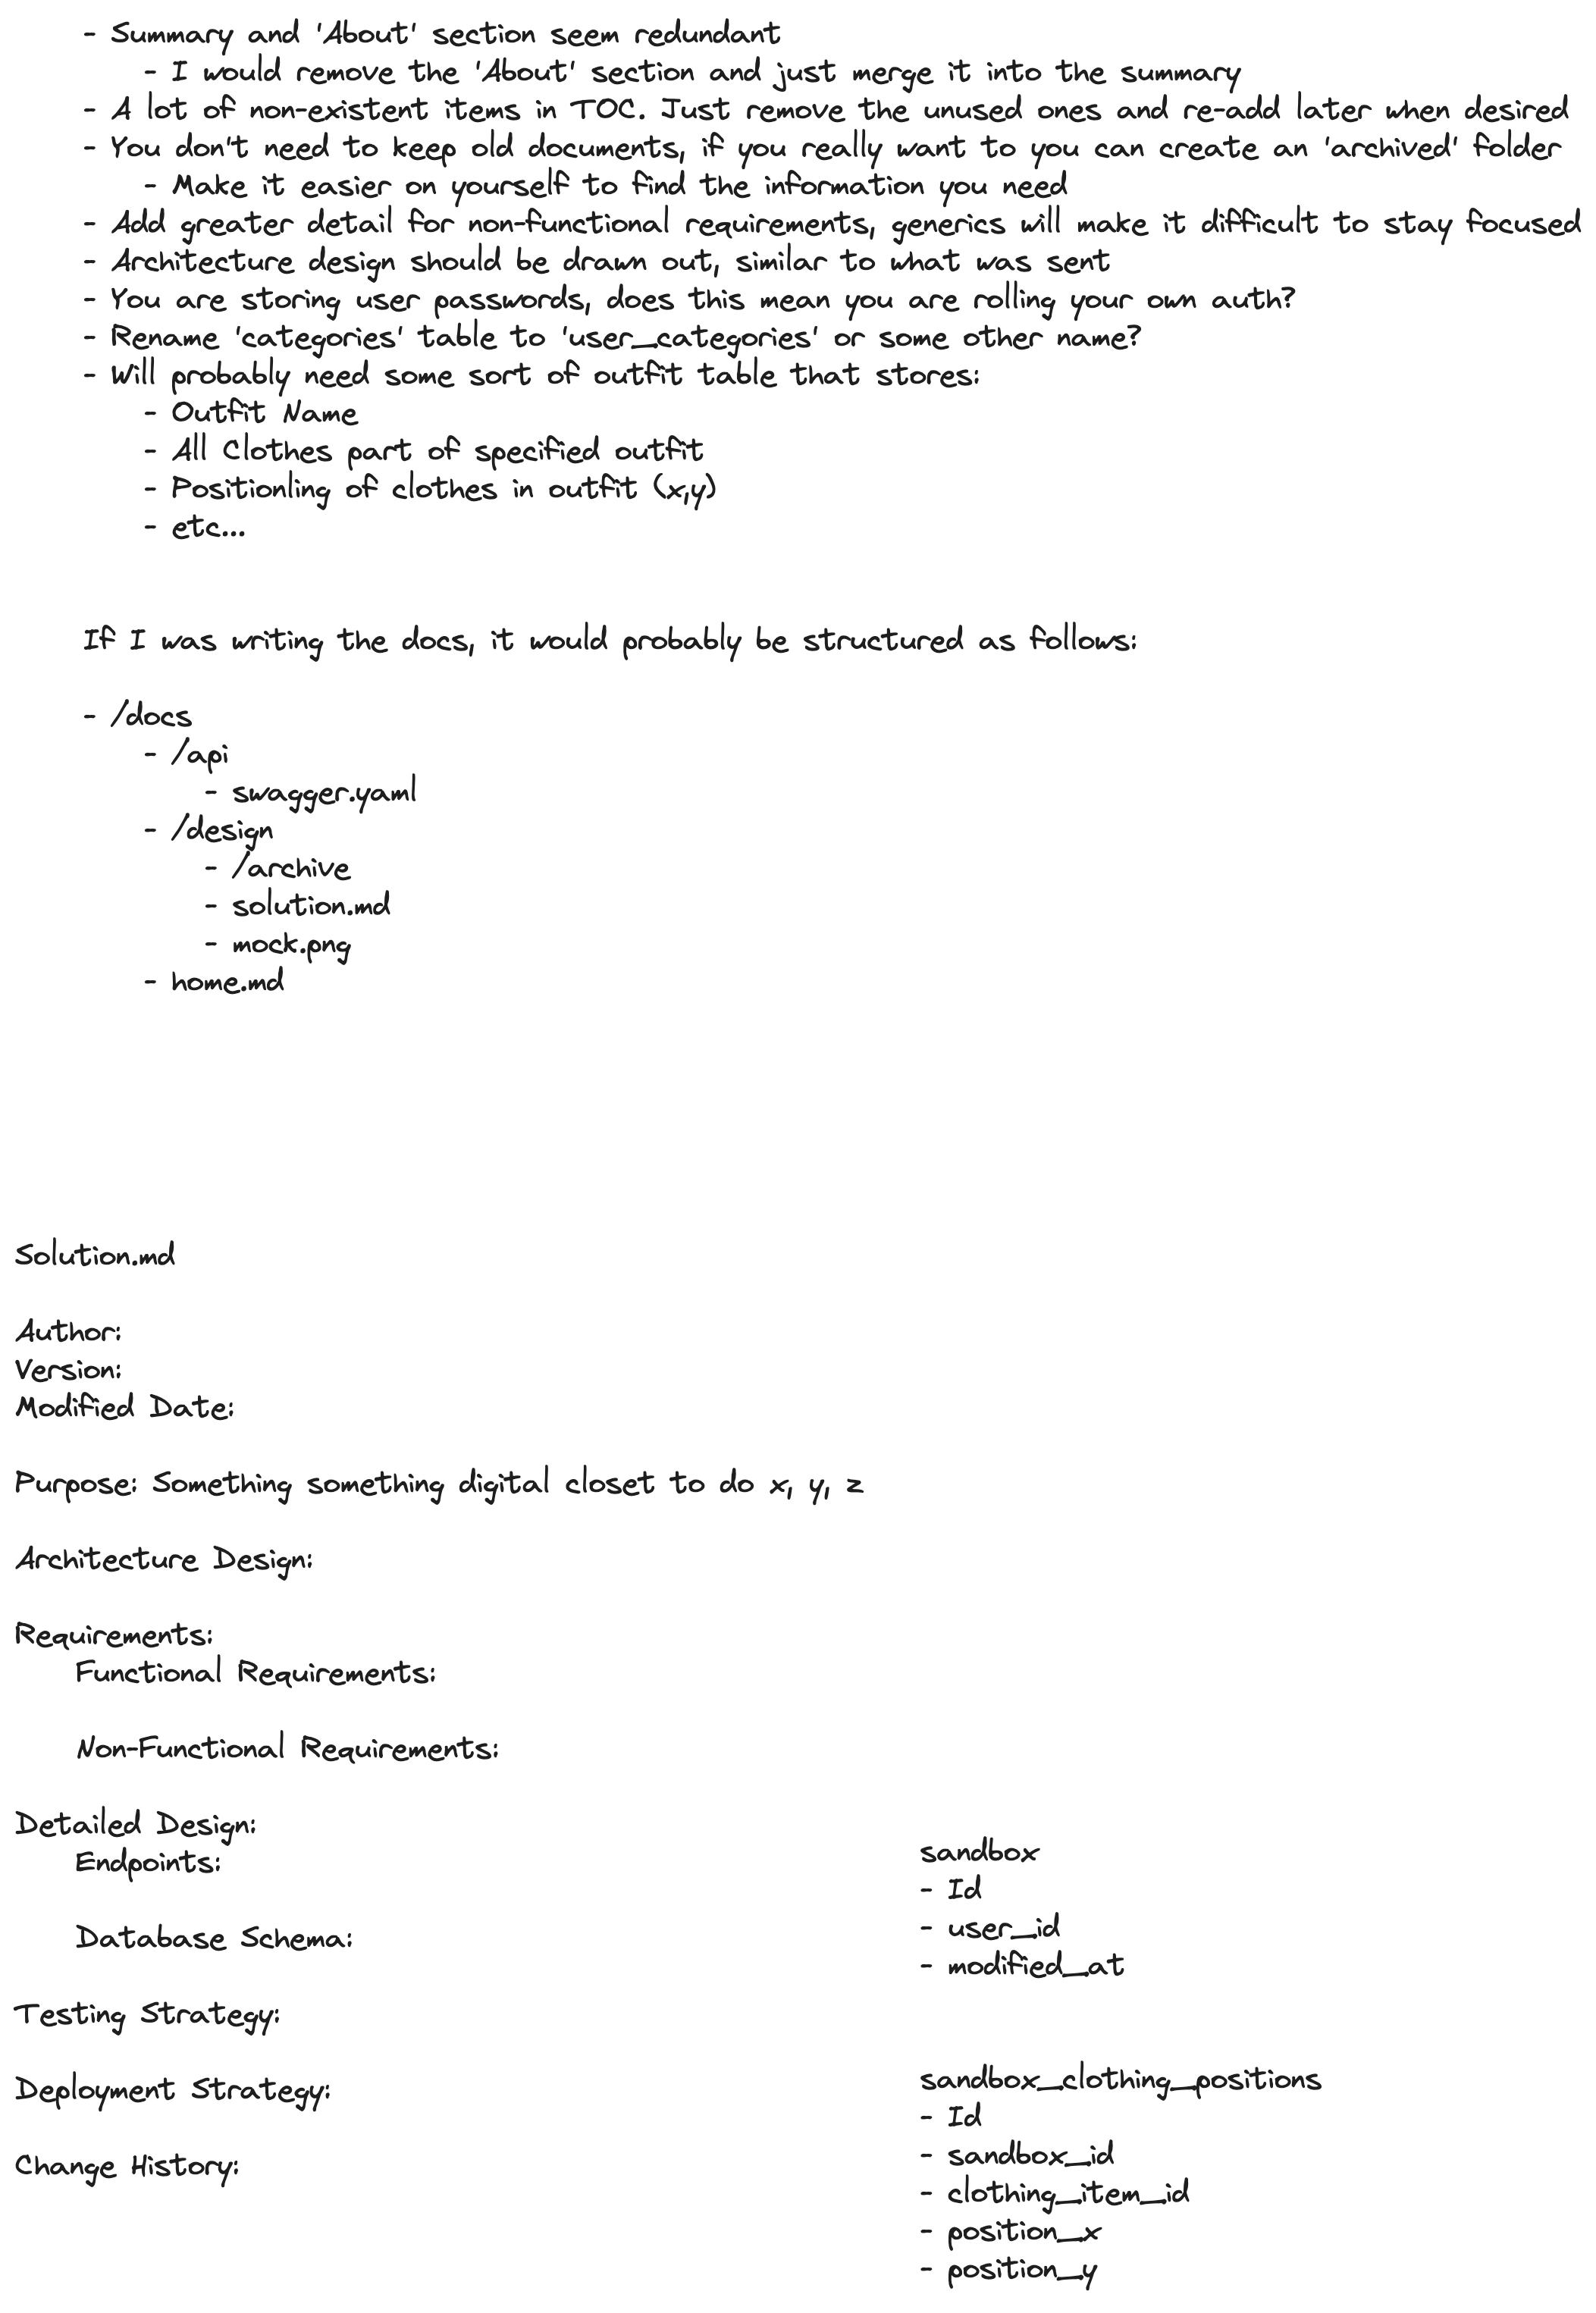 - Summary and 'About' section seem redundant
- I would remove the 'About' section and just merge it into the summary
- A lot of non-existent items in TOC. Just remove the unused ones and re-add later when desired
- You don't need to keep old documents, if you really want to you can create an 'archived' folder
- Make it easier on yourself to find the information you need
- Add greater detail for non-functional requirements, generics will make it difficult to stay focused
- Architecture design should be drawn out, similar to what was sent
- You are storing user passwords, does this mean you are rolling your own auth?
- Rename 'categories' table to 'user_categories' or some other name?
- Will probably need some sort of outfit table that stores:
- Outfit Name
- All Clothes part of specified outfit
- Positionling of clothes in outfit (x,y)
- etc...
If I was writing the docs, it would probably be structured as follows:
- /docs
- /api
- swagger.yaml
- /design
- /archive
- solution.md
- mock.png
- home.md
Solution.md
Author:
Version:
Modified Date:
Purpose: Something something digital closet to do x, y, z
Architecture Design:
Requirements:
Functional Requirements:
Non-Functional Requirements:
Detailed Design:
Endpoints:
Database Schema:
Testing Strategy:
Deployment Strategy:
Change History:
sandbox
- Id
- user_id
- modified_at
sandbox_clothing_positions
- Id
- sandbox_id
- clothing_item_id
- position_x
- position_y